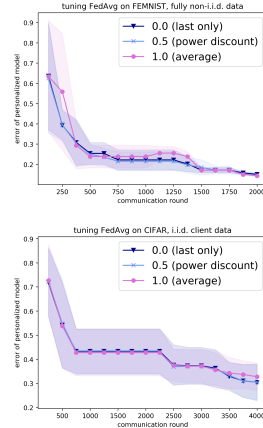 tuning FedAvg on FEMNIST, fully non-i.i.d. data
0.9
0.8
0.7
0.6
0.5
0.4
0.3
0.2
error of personalized model
0.0 (last only)
0.5 (power discount)
1.0 (average)
250 500 750 1000 1250 1500 1750 2000
communication round
tuning FedAvg on CIFAR, i.i.d. client data
0.9
0.8
0.7
0.6
0.5
0.4
0.3
0.2
error of personalized model
0.0 (last only)
0.5 (power discount)
1.0 (average)
500 1000 1500 2000 2500 3000 3500 4000
communication round